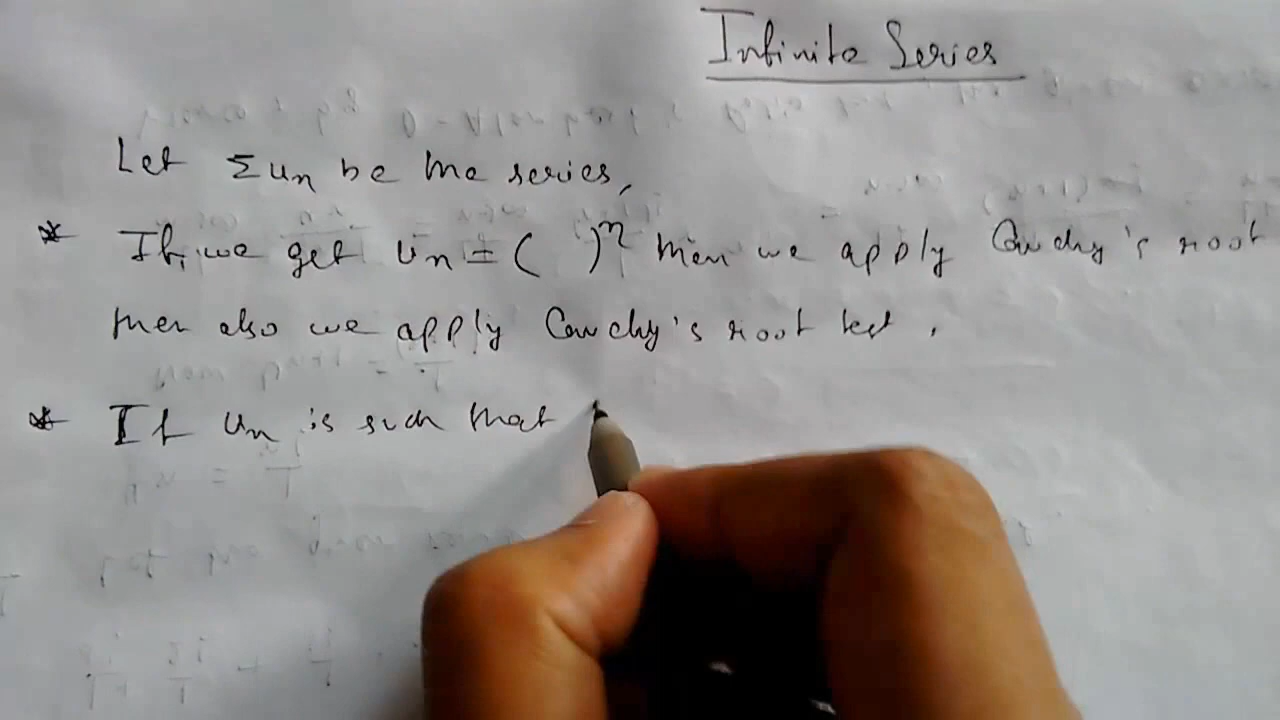 Infinite Series
Let Σ un be the series,
* If, we get un = ( )^n then we apply Cauchy's root
then also we apply Cauchy's root test.
* If un is such that